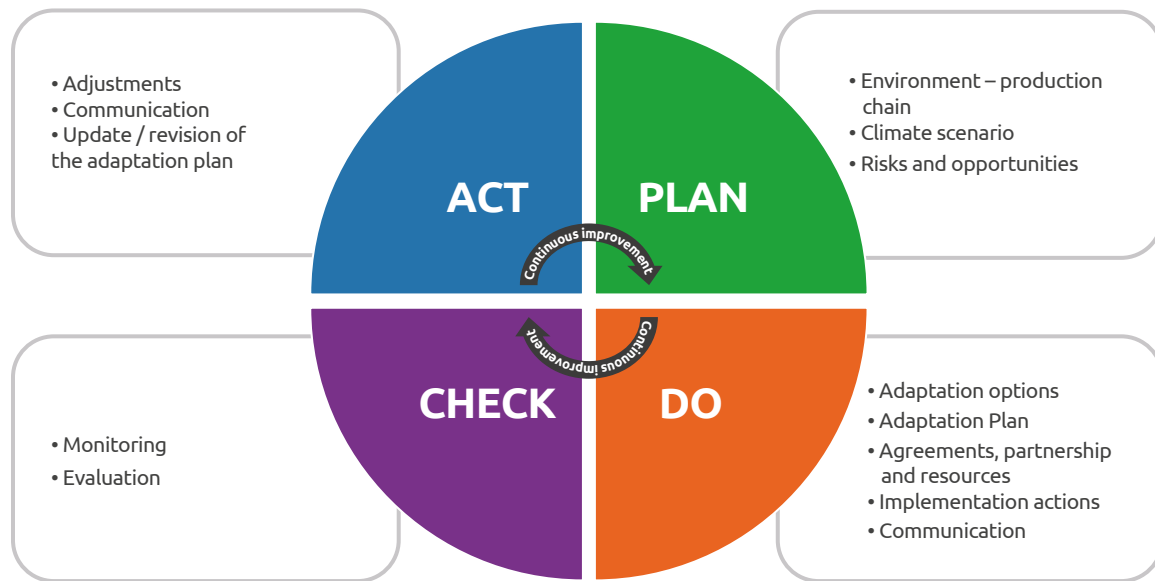 • Adjustments
• Communication
• Update / revision of
the adaptation plan
• Environment – production
chain
• Climate scenario
• Risks and opportunities
ACT
PLAN
Continuous improvement
Continuous improvement
CHECK
DO
• Monitoring
• Evaluation
• Adaptation options
• Adaptation Plan
• Agreements, partnership
and resources
• Implementation actions
• Communication